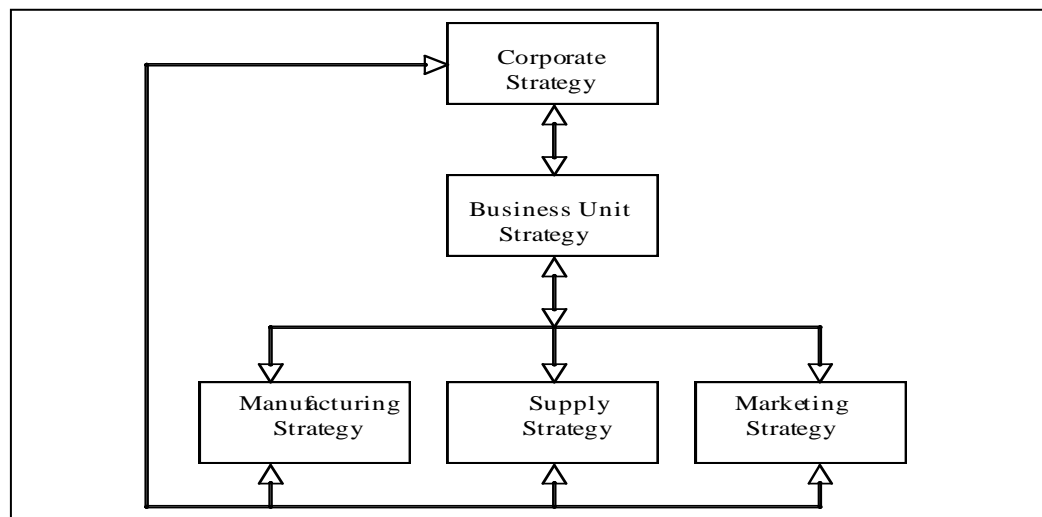 Corporate
Strategy
Business Unit
Strategy
Manufacturing
Strategy
Supply
Strategy
Marketing
Strategy